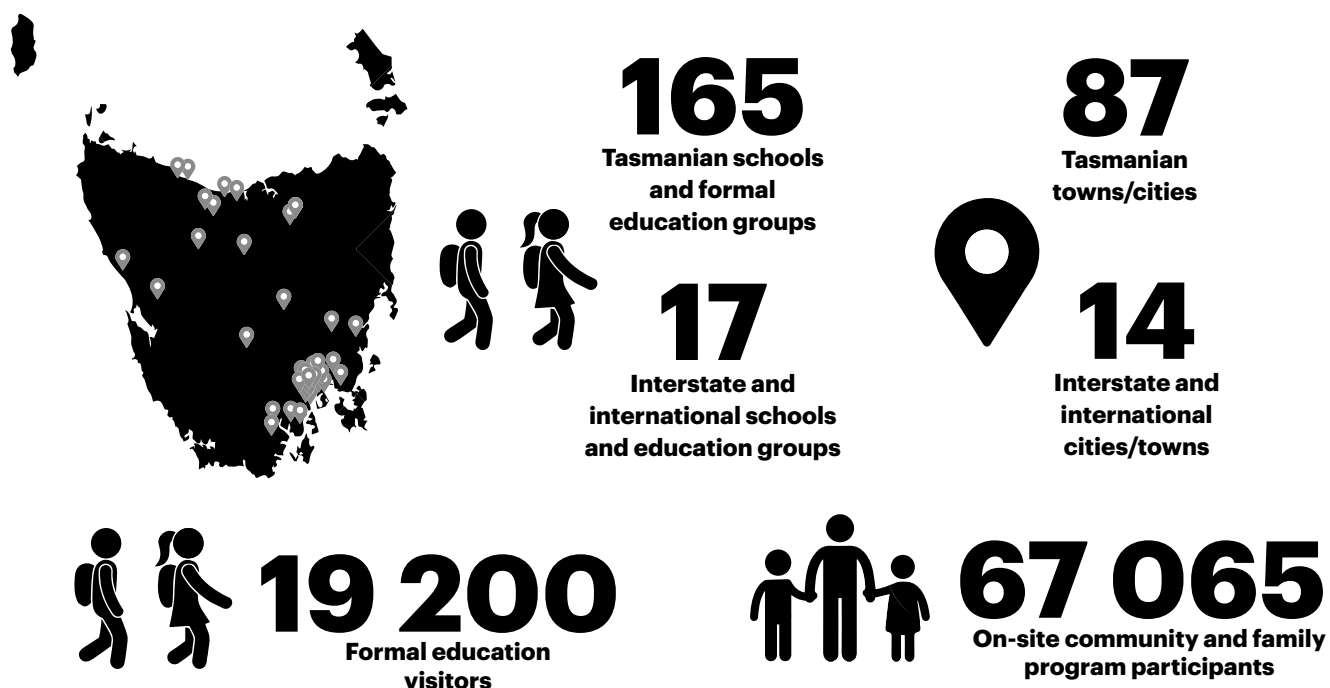 165
Tasmanian schools
and formal
education groups
87
Tasmanian
towns/cities
17
Interstate and
international schools
and education groups
14
Interstate and
international
cities/towns
19 200
Formal education
visitors
67 065
On-site community and family
program participants